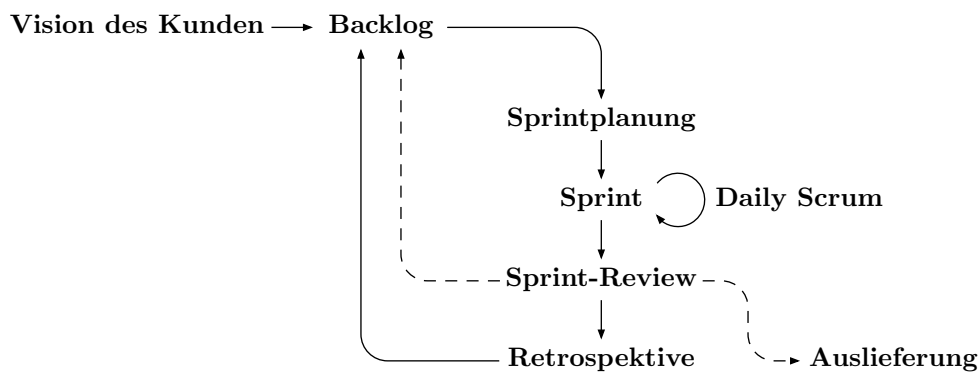 Vision des Kunden
Backlog
Sprintplanung
Sprint
Daily Scrum
Sprint-Review
Retrospektive
Auslieferung